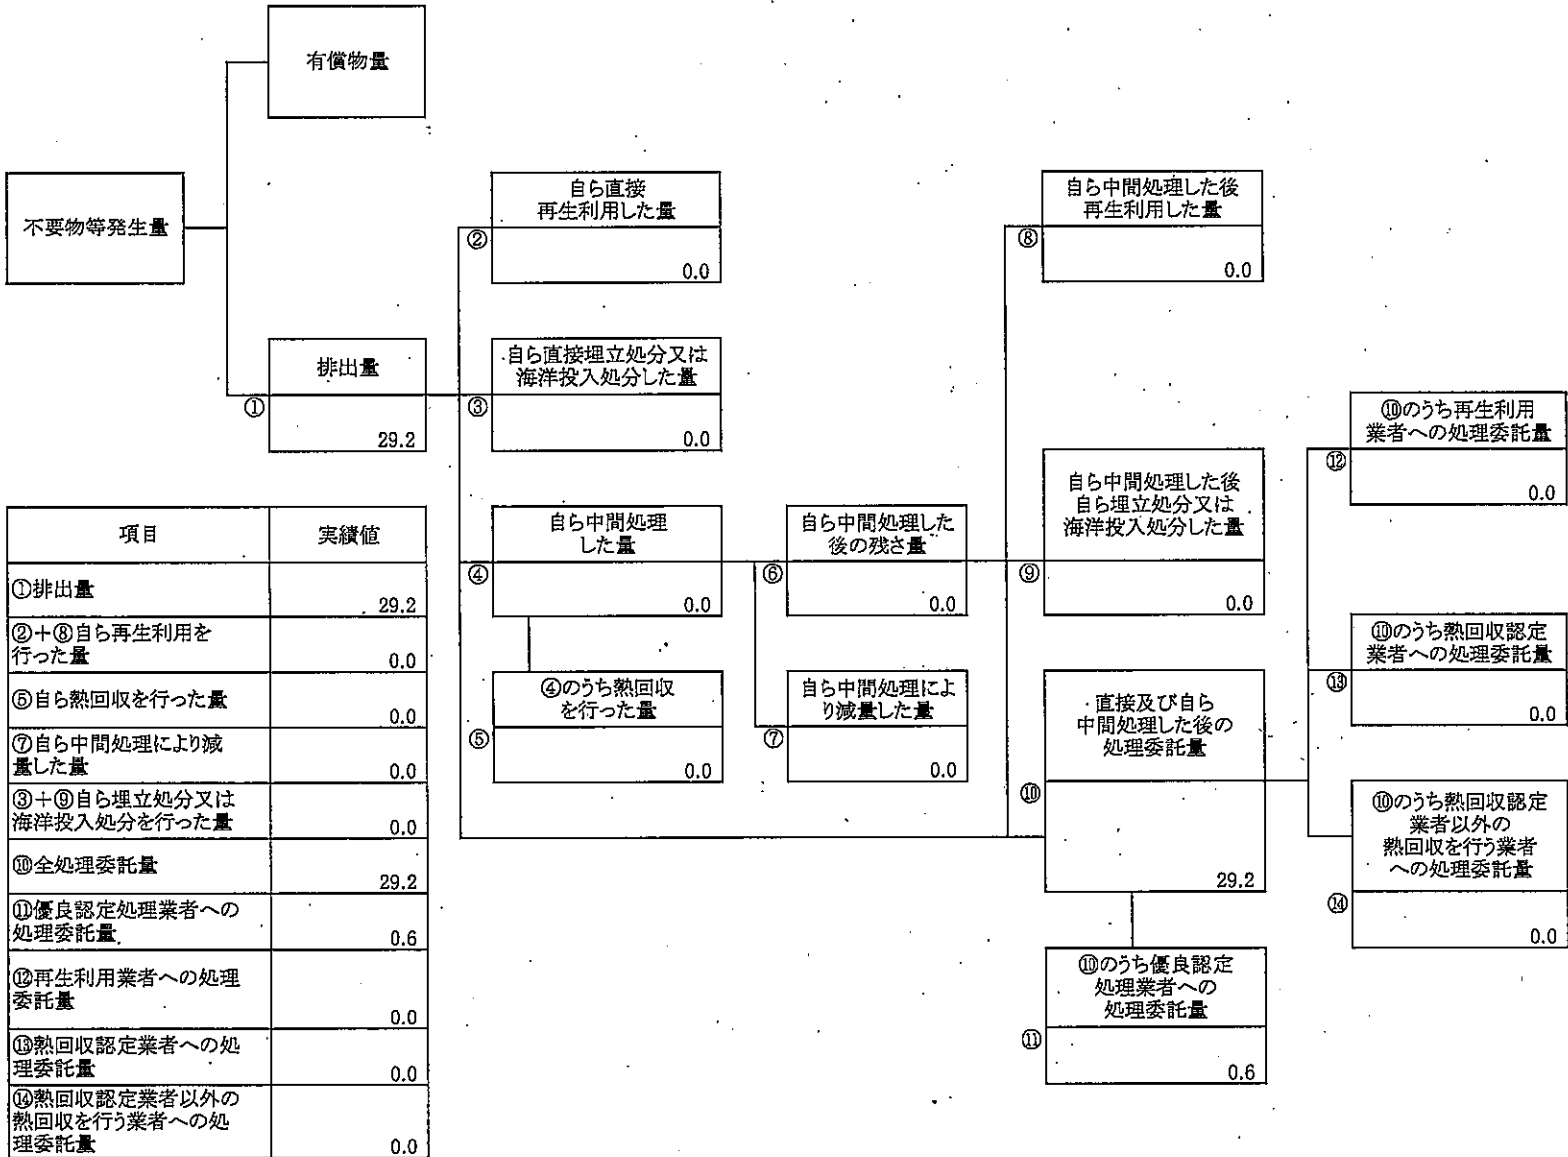 有償物量
不要物等発生量
排出量
①
29.2
自ら直接
再生利用した量
②
0.0
自ら直接埋立処分又は
海洋投入処分した量
③
0.0
自ら中間処理
した量
④
0.0
④のうち熱回収
を行った量
⑤
0.0
自ら中間処理した
後の残さ量
⑥
0.0
自ら中間処理によ
り減量した量
⑦
0.0
自ら中間処理した後
再生利用した量
⑧
0.0
自ら中間処理した後
自ら埋立処分又は
海洋投入処分した量
⑨
0.0
直接及び自ら
中間処理した後の
処理委託量
⑩
29.2
⑩のうち優良認定
処理業者への
処理委託量
⑪
0.6
⑩のうち再生利用
業者への処理委託量
⑫
0.0
⑩のうち熱回収認定
業者への処理委託量
⑬
0.0
⑩のうち熱回収認定
業者以外の
熱回収を行う業者
への処理委託量
⑭
0.0
項目 実績値
①排出量
29.2
②+⑧自ら再生利用を
行った量 0.0
⑤自ら熱回収を行った量
0.0
⑦自ら中間処理により減
量した量 0.0
③+⑨自ら埋立処分又は
海洋投入処分を行った量 0.0
⑩全処理委託量
29.2
⑪優良認定処理業者への
処理委託量 0.6
⑫再生利用業者への処理
委託量
0.0
⑬熱回収認定業者への処
理委託量 0.0
⑭熱回収認定業者以外の
熱回収を行う業者への処
理委託量 0.0